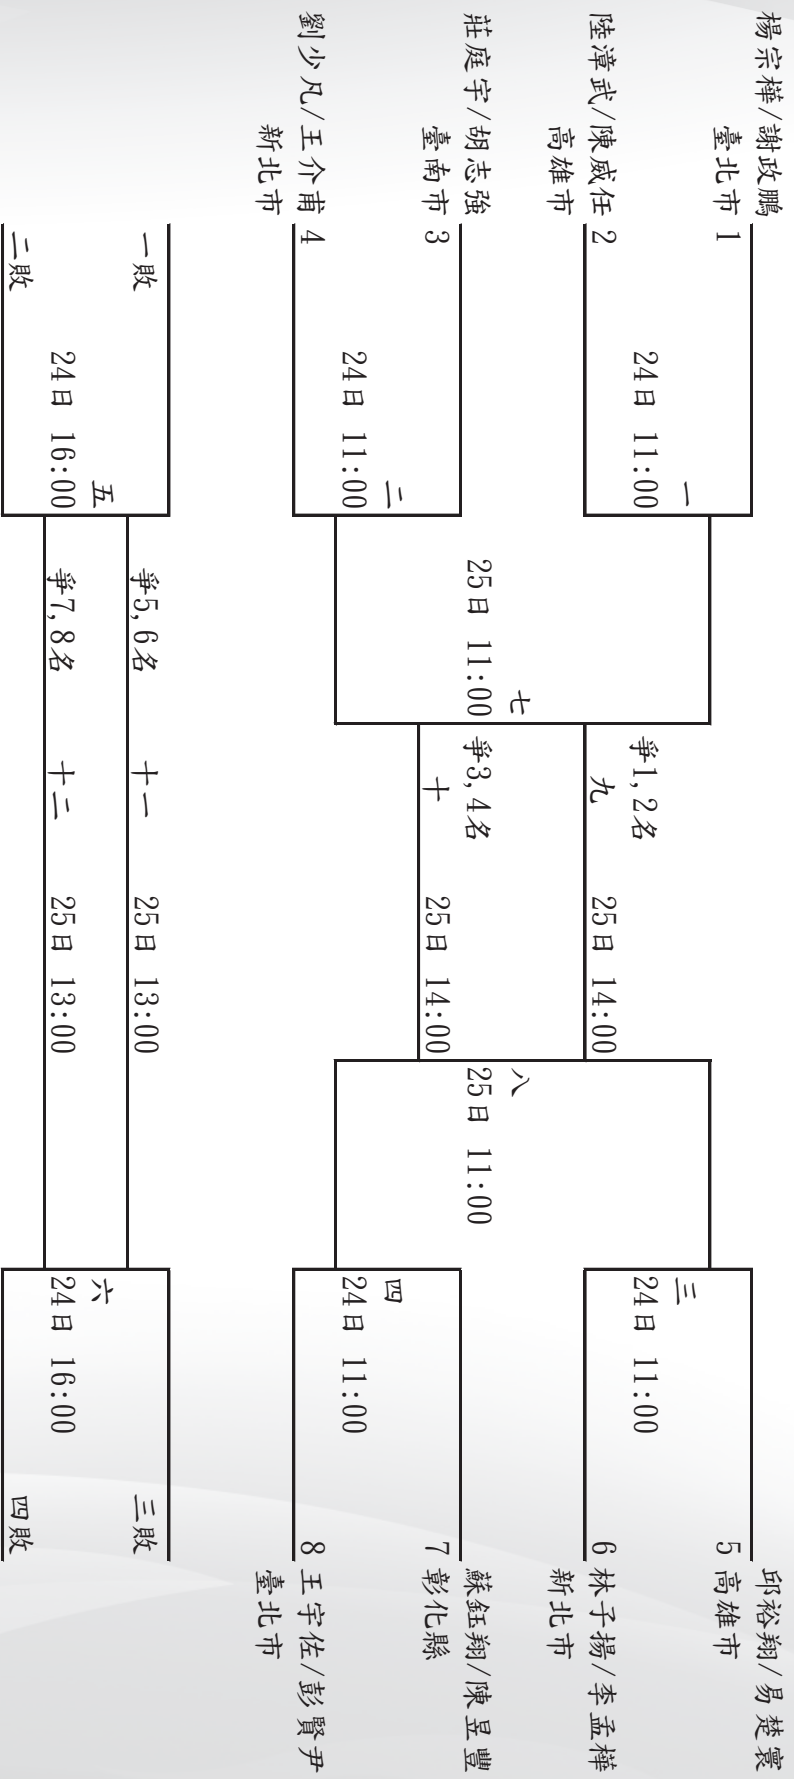 楊宗樺/謝政鵬
臺北市 1
陸漳武/陳威任 2
高雄市
莊庭宇/胡志強
臺南市 3
劉少凡/王介甫 4
新北市
一
24日 11:00
二
24日 11:00
七
25日 11:00
爭1,2名
九
25日 14:00
爭3,4名
十
25日 14:00
八
25日 11:00
三
24日 11:00
四
24日 11:00
邱裕翔/易楚寰
5 高雄市
6 林子揚/李孟樺
新北市
蘇鈺翔/陳昱豐
7 彰化縣
8 王宇佐/彭賢尹
臺北市
一敗
二敗
五
24日 16:00
爭5,6名
十一
25日 13:00
爭7,8名
十二
25日 13:00
六
24日 16:00
三敗
四敗